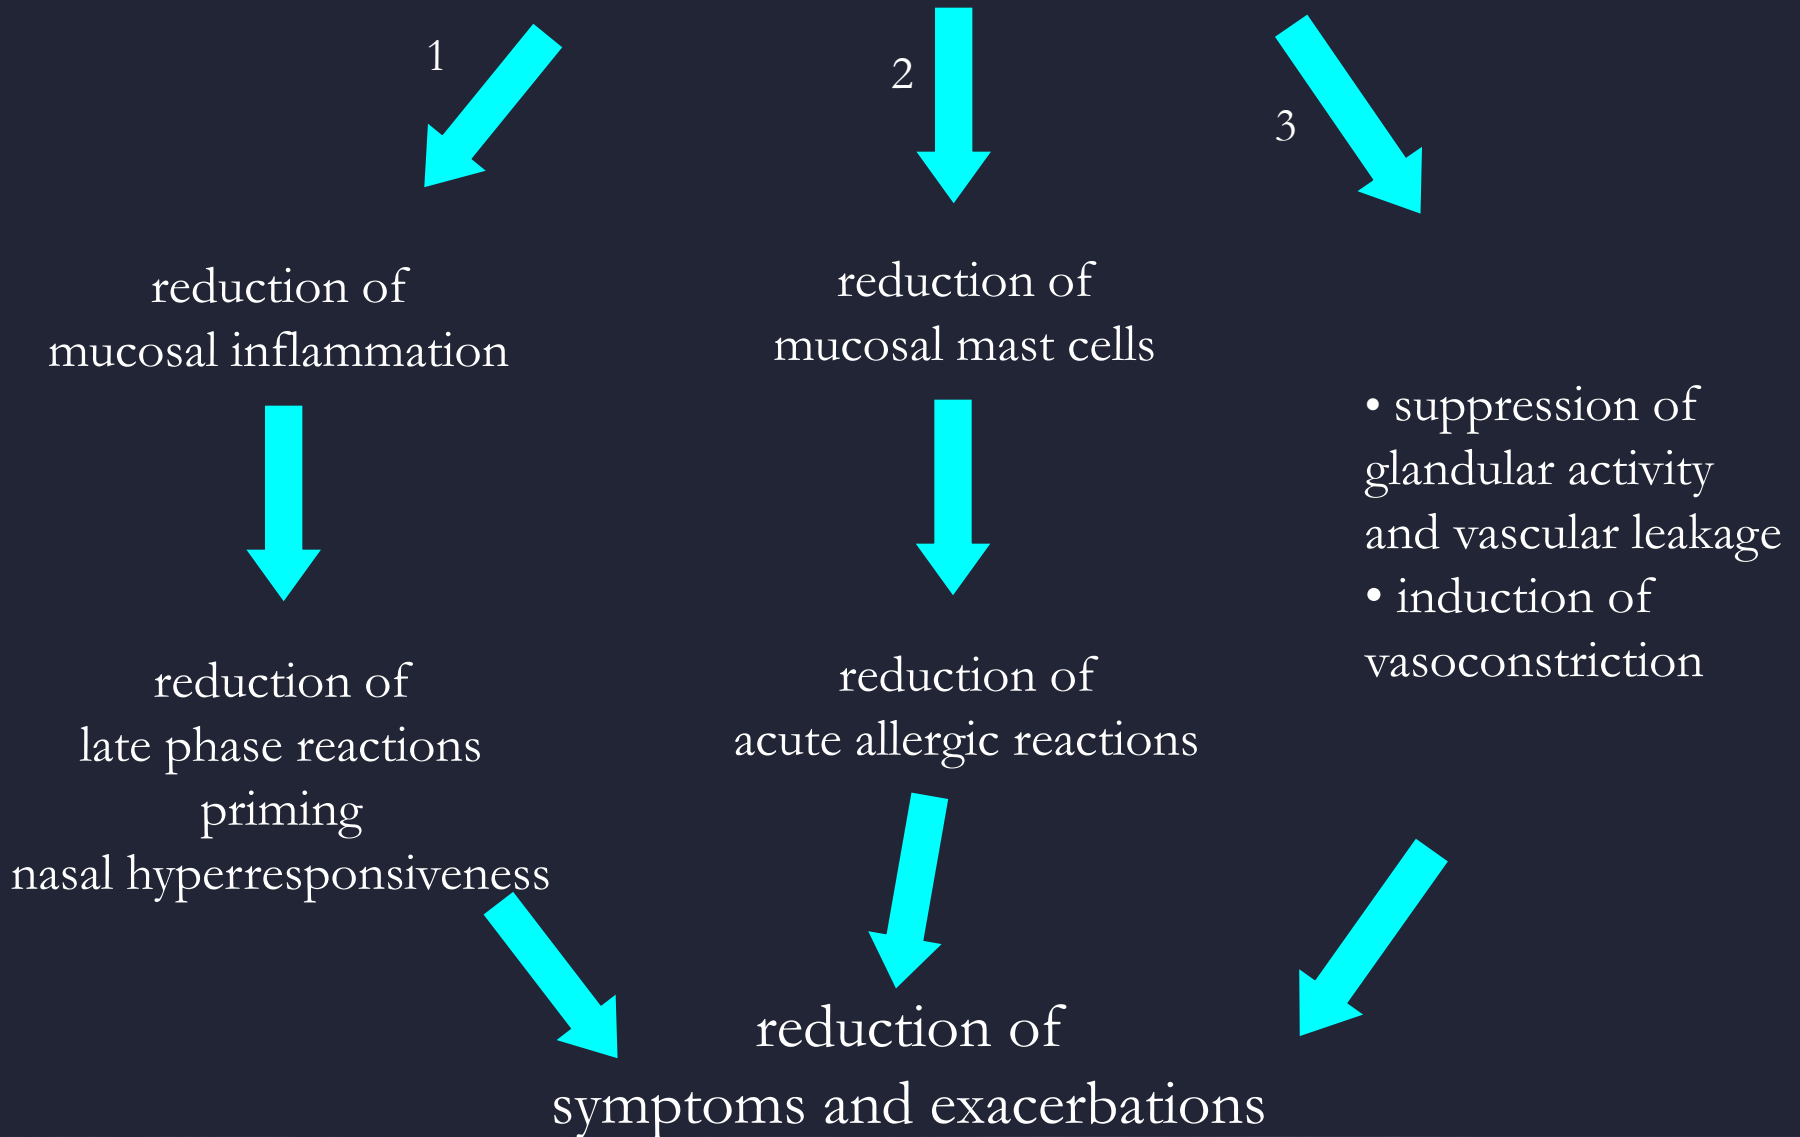 1
2
3
reduction of
mucosal inflammation
reduction of
mucosal mast cells
• suppression of
glandular activity
and vascular leakage
• induction of
vasoconstriction
reduction of
late phase reactions
priming
nasal hyperresponsiveness
reduction of
acute allergic reactions
reduction of
symptoms and exacerbations